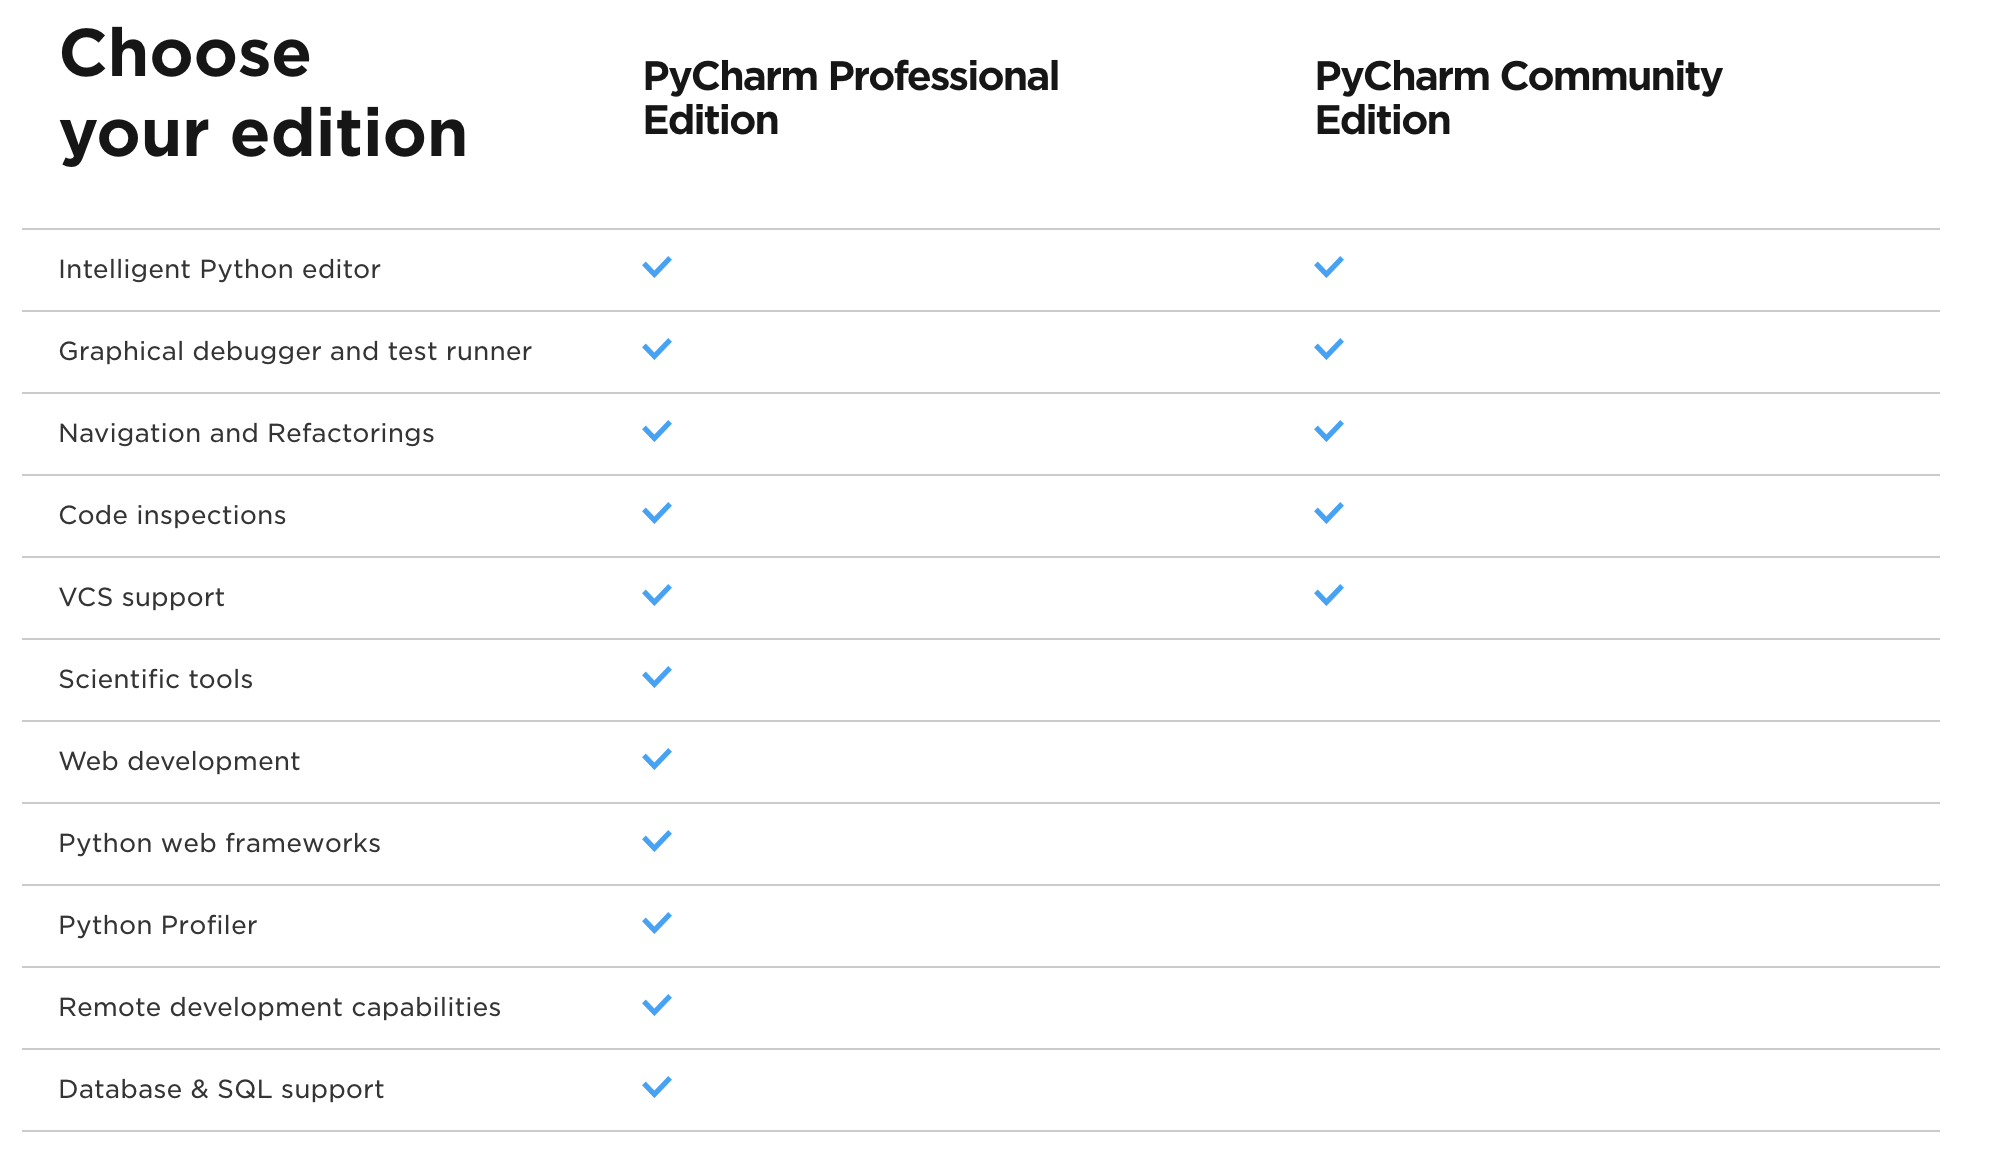 Choose
your edition
PyCharm Professional
Edition
PyCharm Community
Edition
Intelligent Python editor
Graphical debugger and test runner
Navigation and Refactorings
Code inspections
VCS support
Scientific tools
Web development
Python web frameworks
Python Profiler
Remote development capabilities
Database & SQL support